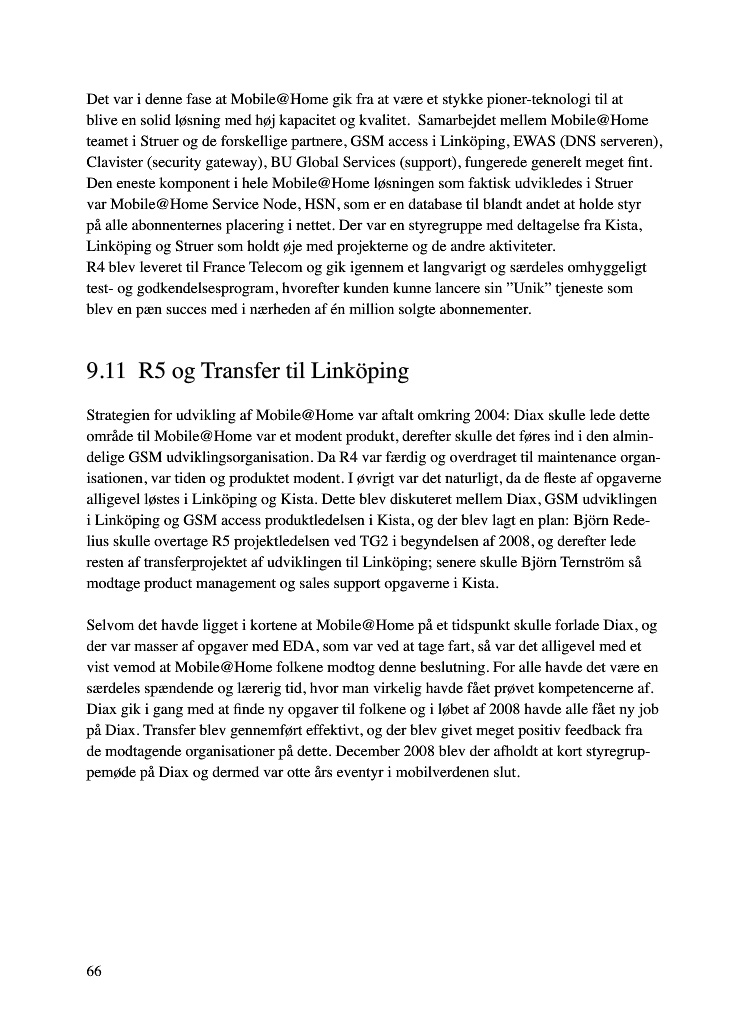 Det var i denne fase at Mobile@Home gik fra at være et stykke pioner-teknologi til at
blive en solid løsning med høj kapacitet og kvalitet.  Samarbejdet mellem Mobile@Home
teamet i Struer og de forskellige partnere, GSM access i Linköping, EWAS (DNS serveren),
Clavister (security gateway), BU Global Services (support), fungerede generelt meget fint.
Den eneste komponent i hele Mobile@Home løsningen som faktisk udvikledes i Struer
var Mobile@Home Service Node, HSN, som er en database til blandt andet at holde styr
på alle abonnenternes placering i nettet. Der var en styregruppe med deltagelse fra Kista,
Linköping og Struer som holdt øje med projekterne og de andre aktiviteter.
R4 blev leveret til France Telecom og gik igennem et langvarigt og særdeles omhyggeligt
test- og godkendelsesprogram, hvorefter kunden kunne lancere sin ”Unik” tjeneste som
blev en pæn succes med i nærheden af én million solgte abonnementer.
9.11  R5 og Transfer til Linköping
Strategien for udvikling af Mobile@Home var aftalt omkring 2004: Diax skulle lede dette
område til Mobile@Home var et modent produkt, derefter skulle det føres ind i den almin-
delige GSM udviklingsorganisation. Da R4 var færdig og overdraget til maintenance organ-
isationen, var tiden og produktet modent. I øvrigt var det naturligt, da de fleste af opgaverne
alligevel løstes i Linköping og Kista. Dette blev diskuteret mellem Diax, GSM udviklingen
i Linköping og GSM access produktledelsen i Kista, og der blev lagt en plan: Björn Rede-
lius skulle overtage R5 projektledelsen ved TG2 i begyndelsen af 2008, og derefter lede
resten af transferprojektet af udviklingen til Linköping; senere skulle Björn Ternström så
modtage product management og sales support opgaverne i Kista.
Selvom det havde ligget i kortene at Mobile@Home på et tidspunkt skulle forlade Diax, og
der var masser af opgaver med EDA, som var ved at tage fart, så var det alligevel med et
vist vemod at Mobile@Home folkene modtog denne beslutning. For alle havde det være en
særdeles spændende og lærerig tid, hvor man virkelig havde fået prøvet kompetencerne af.
Diax gik i gang med at finde ny opgaver til folkene og i løbet af 2008 havde alle fået ny job
på Diax. Transfer blev gennemført effektivt, og der blev givet meget positiv feedback fra
de modtagende organisationer på dette. December 2008 blev der afholdt at kort styregrup-
pemøde på Diax og dermed var otte års eventyr i mobilverdenen slut.
66